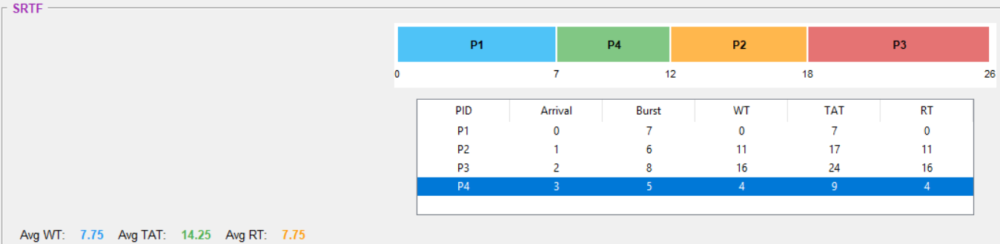 SRTF
P1 P4 P2 P3
0 7 12 18 26
PID Arrival Burst WT TAT RT
P1 0 7 0 7 0
P2 1 6 11 17 11
P3 2 8 16 24 16
P4 3 5 4 9 4
Avg WT: 7.75 Avg TAT: 14.25 Avg RT: 7.75